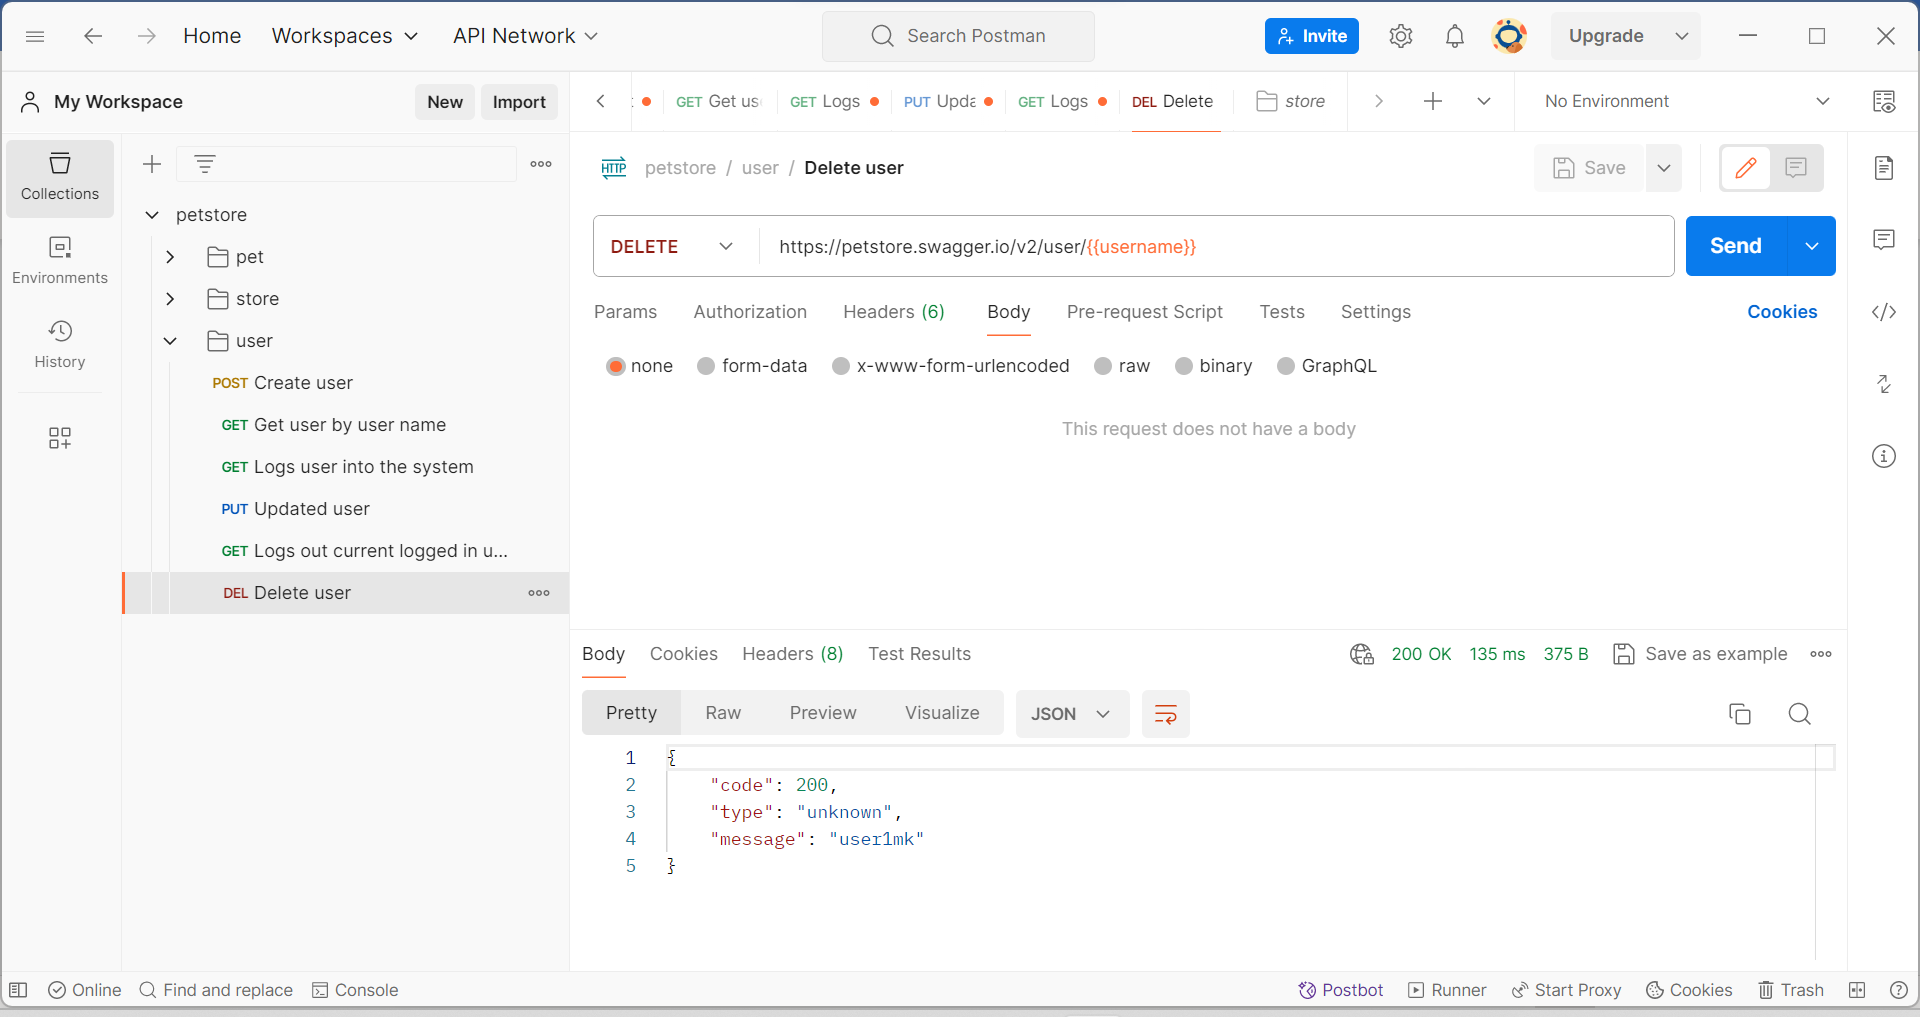 Home Workspaces API Network Search Postman Invite Upgrade
My Workspace New Import
GET Get us GET Logs PUT Upda GET Logs DEL Delete store No Environment
Collections
Environments
History
petstore
pet
store
user
POST Create user
GET Get user by user name
GET Logs user into the system
PUT Updated user
GET Logs out current logged in u...
DEL Delete user
HTTP petstore / user / Delete user Save
DELETE https://petstore.swagger.io/v2/user/{{username}} Send
Params Authorization Headers (6) Body Pre-request Script Tests Settings Cookies
none form-data x-www-form-urlencoded raw binary GraphQL
This request does not have a body
Body Cookies Headers (8) Test Results 200 OK 135 ms 375 B Save as example
Pretty Raw Preview Visualize JSON
1 {
2 "code": 200,
3 "type": "unknown",
4 "message": "user1mk"
5 }
Online Find and replace Console Postbot Runner Start Proxy Cookies Trash